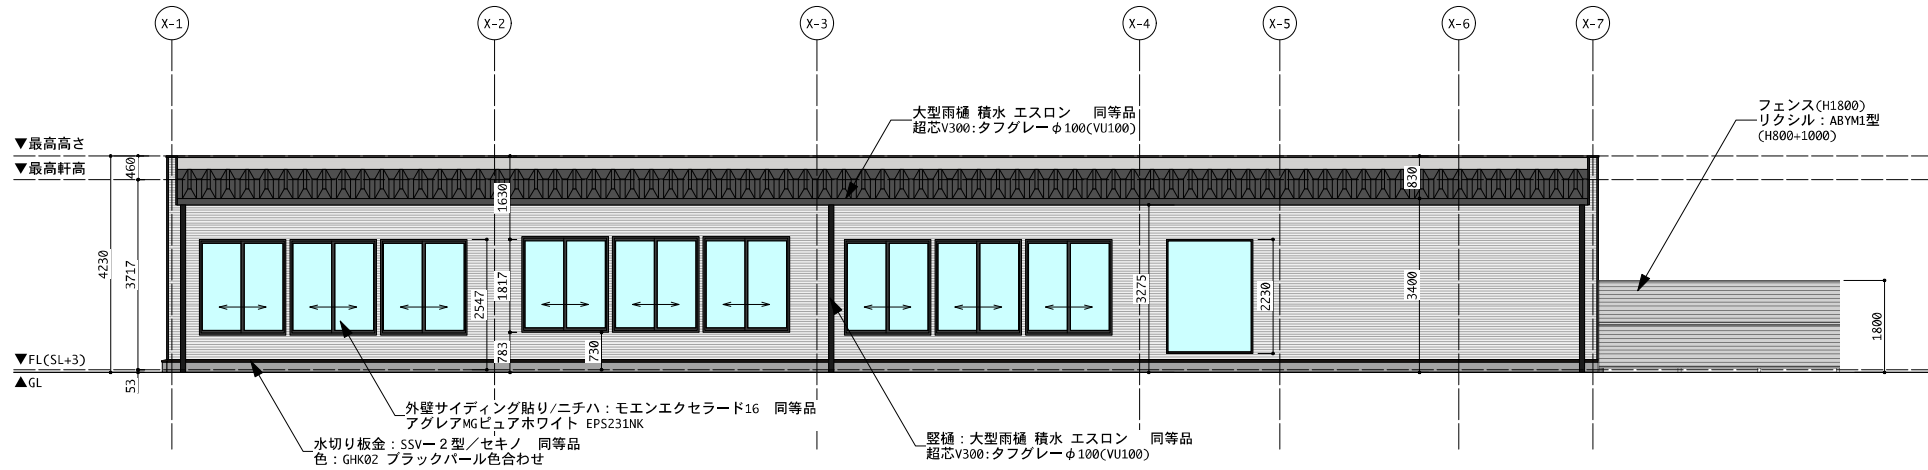 X-1
X-2
X-3
X-4
X-5
X-6
X-7
大型雨樋 積水 エスロン 同等品
超芯V300:タフグレーφ100(VU100)
フェンス(H1800)
リクシル：ABYM1型
(H800+1000)
▼最高高さ
▼最高軒高
460
4230
3717
1630
830
2547
1817
783
730
3275
2230
3400
1800
▼FL(SL+3)
▲GL
53
外壁サイディング貼り/ニチハ：モエンエクセラード16 同等品
アグレアMGピュアホワイト EPS231NK
水切り板金：SSVー２型／セキノ 同等品
色：GHK02 ブラックパール色合わせ
竪樋：大型雨樋 積水 エスロン 同等品
超芯V300:タフグレーφ100(VU100)